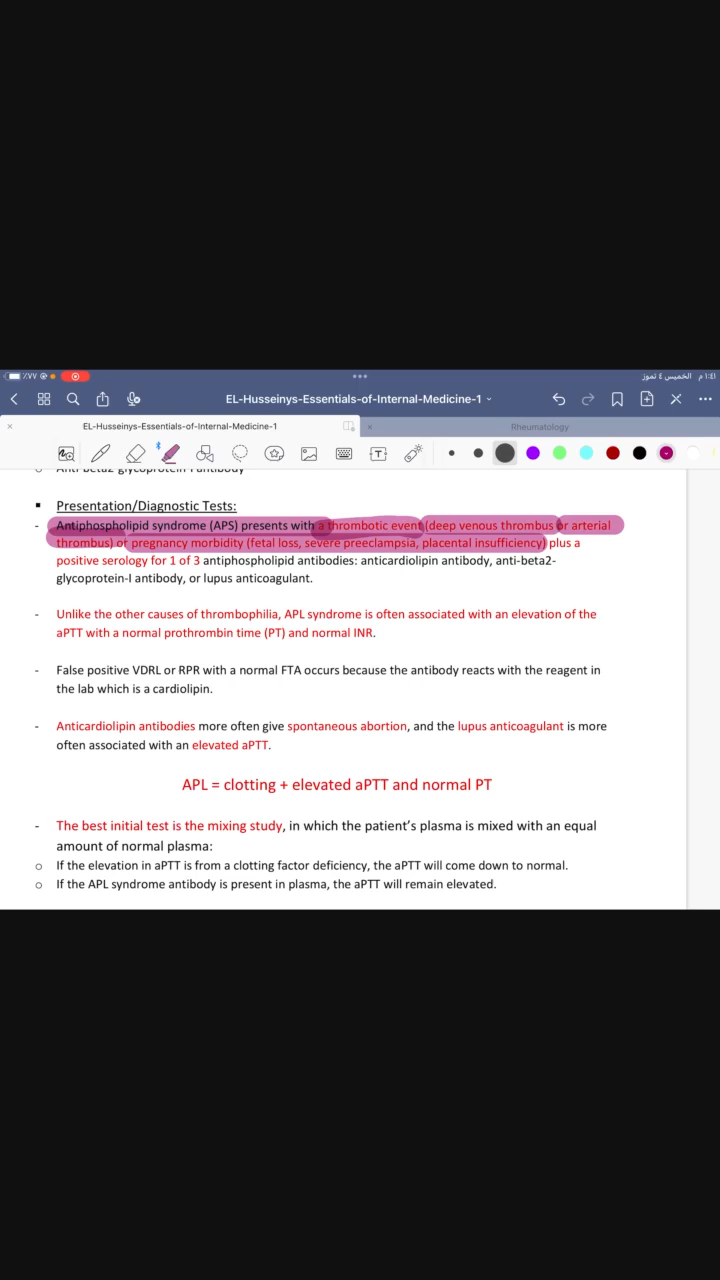 ٪٧٧ الخميس ٤ تموز ١:٤١ م
EL-Husseinys-Essentials-of-Internal-Medicine-1
EL-Husseinys-Essentials-of-Internal-Medicine-1 Rheumatology
o Anti-beta2-glycoprotein I antibody
▪ Presentation/Diagnostic Tests:
- Antiphospholipid syndrome (APS) presents with a thrombotic event (deep venous thrombus or arterial
thrombus) or pregnancy morbidity (fetal loss, severe preeclampsia, placental insufficiency) plus a
positive serology for 1 of 3 antiphospholipid antibodies: anticardiolipin antibody, anti-beta2-
glycoprotein-I antibody, or lupus anticoagulant.
- Unlike the other causes of thrombophilia, APL syndrome is often associated with an elevation of the
aPTT with a normal prothrombin time (PT) and normal INR.
- False positive VDRL or RPR with a normal FTA occurs because the antibody reacts with the reagent in
the lab which is a cardiolipin.
- Anticardiolipin antibodies more often give spontaneous abortion, and the lupus anticoagulant is more
often associated with an elevated aPTT.
APL = clotting + elevated aPTT and normal PT
- The best initial test is the mixing study, in which the patient's plasma is mixed with an equal
amount of normal plasma:
o If the elevation in aPTT is from a clotting factor deficiency, the aPTT will come down to normal.
o If the APL syndrome antibody is present in plasma, the aPTT will remain elevated.